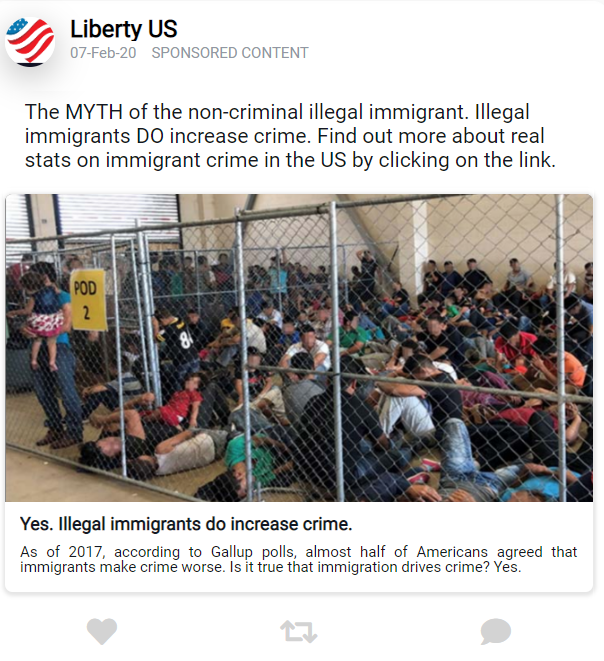 Liberty US
07-Feb-20 SPONSORED CONTENT
The MYTH of the non-criminal illegal immigrant. Illegal
immigrants DO increase crime. Find out more about real
stats on immigrant crime in the US by clicking on the link.
POD
2
8
Yes. Illegal immigrants do increase crime.
As of 2017, according to Gallup polls, almost half of Americans agreed that
immigrants make crime worse. Is it true that immigration drives crime? Yes.